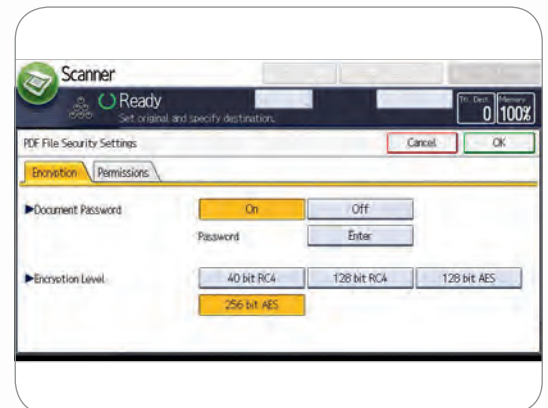 Scanner
Ready
Set original and specify destination.
Ttl. Dest. Memory
0 100%
PDF File Security Settings
Cancel OK
Encryption Permissions
►Document Password On Off
Password Enter
►Encryption Level 40 bit RC4 128 bit RC4 128 bit AES
256 bit AES